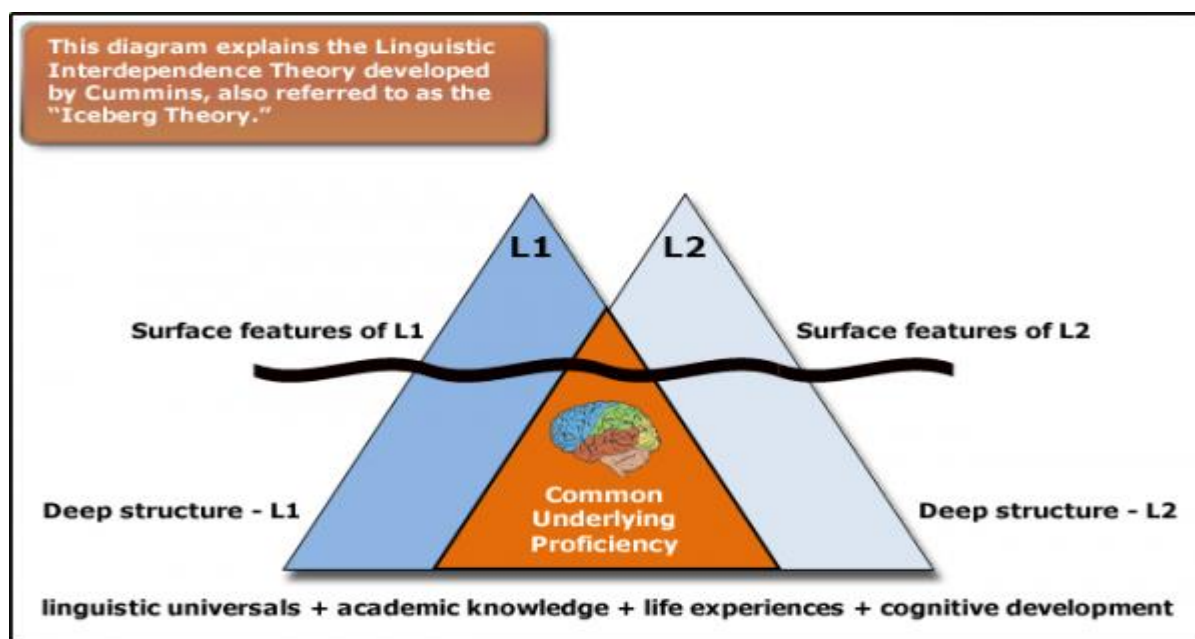 This diagram explains the Linguistic
Interdependence Theory developed
by Cummins, also referred to as the
“Iceberg Theory.”
L1
L2
Surface features of L1
Surface features of L2
Common
Underlying
Proficiency
Deep structure - L1
Deep structure - L2
linguistic universals + academic knowledge + life experiences + cognitive development